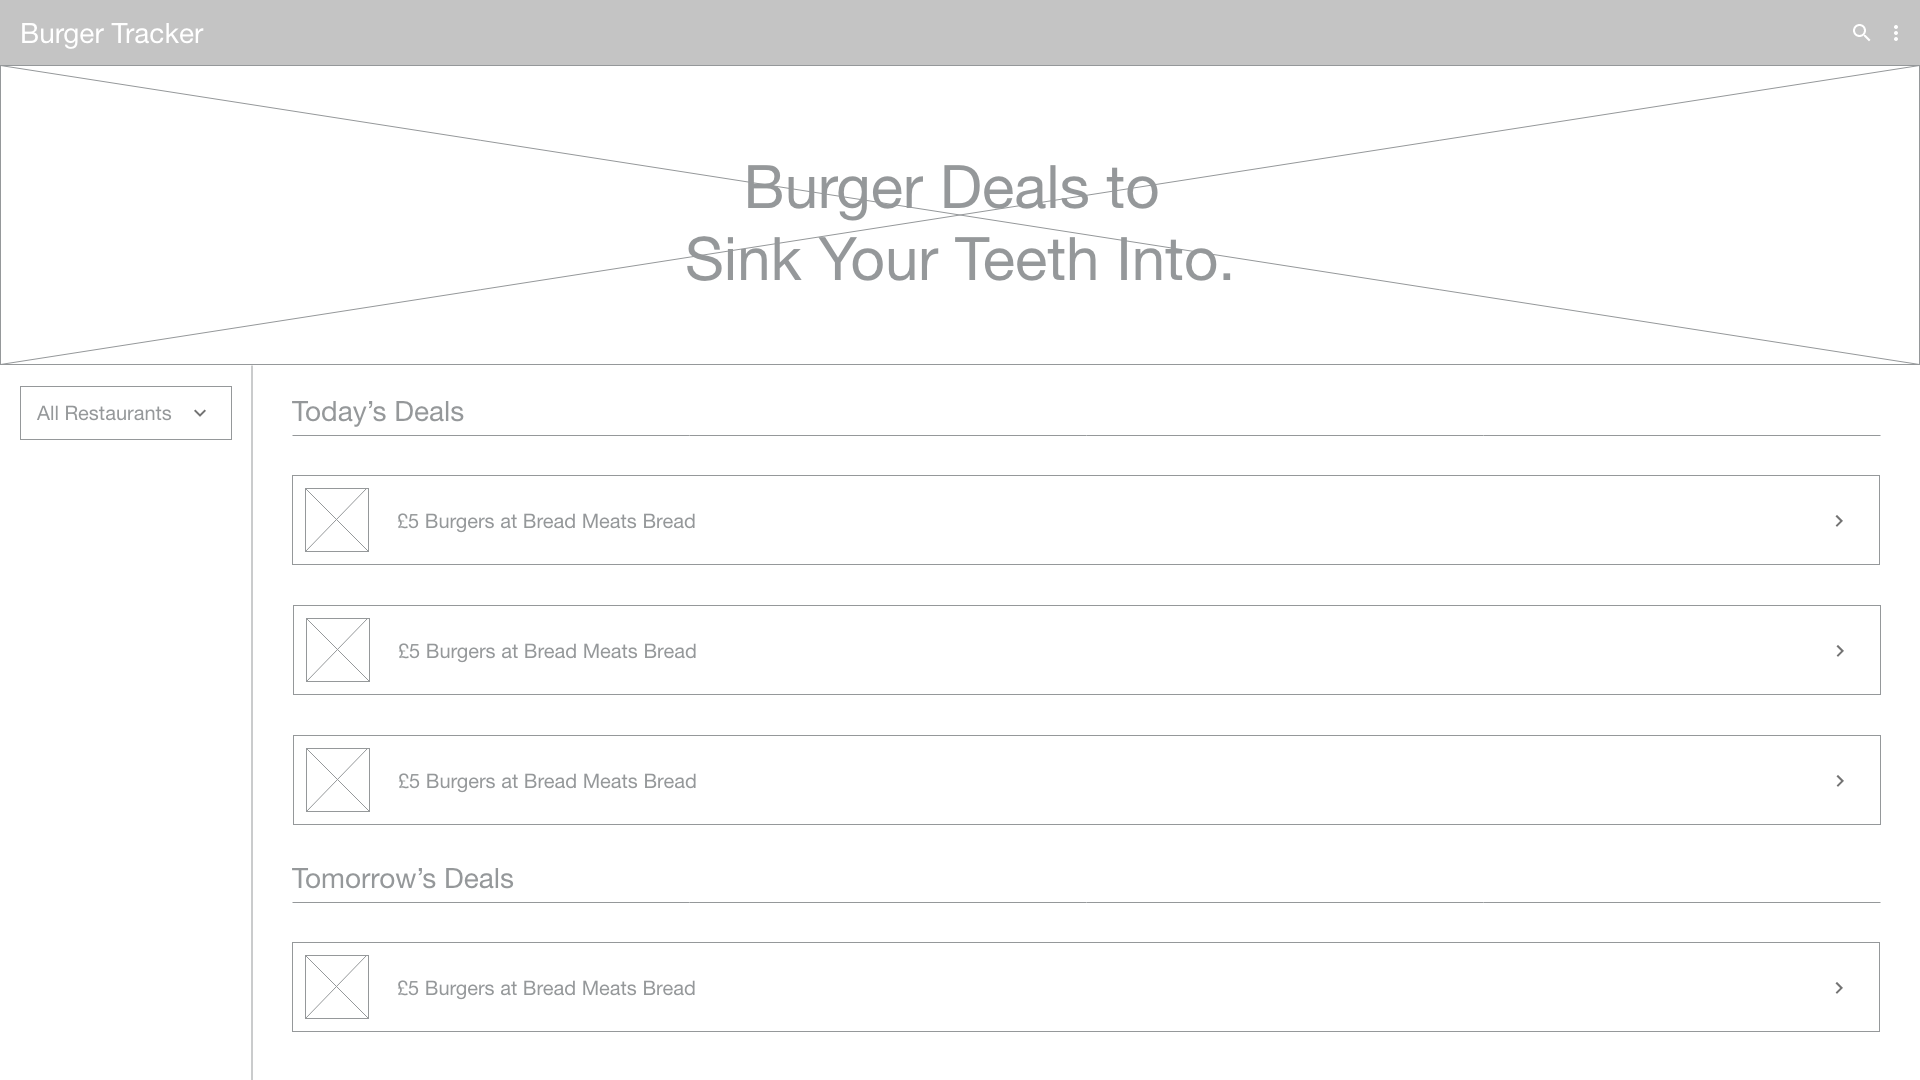 Burger Tracker
Burger Deals to
Sink Your Teeth Into.
All Restaurants
Today’s Deals
£5 Burgers at Bread Meats Bread
£5 Burgers at Bread Meats Bread
£5 Burgers at Bread Meats Bread
Tomorrow’s Deals
£5 Burgers at Bread Meats Bread